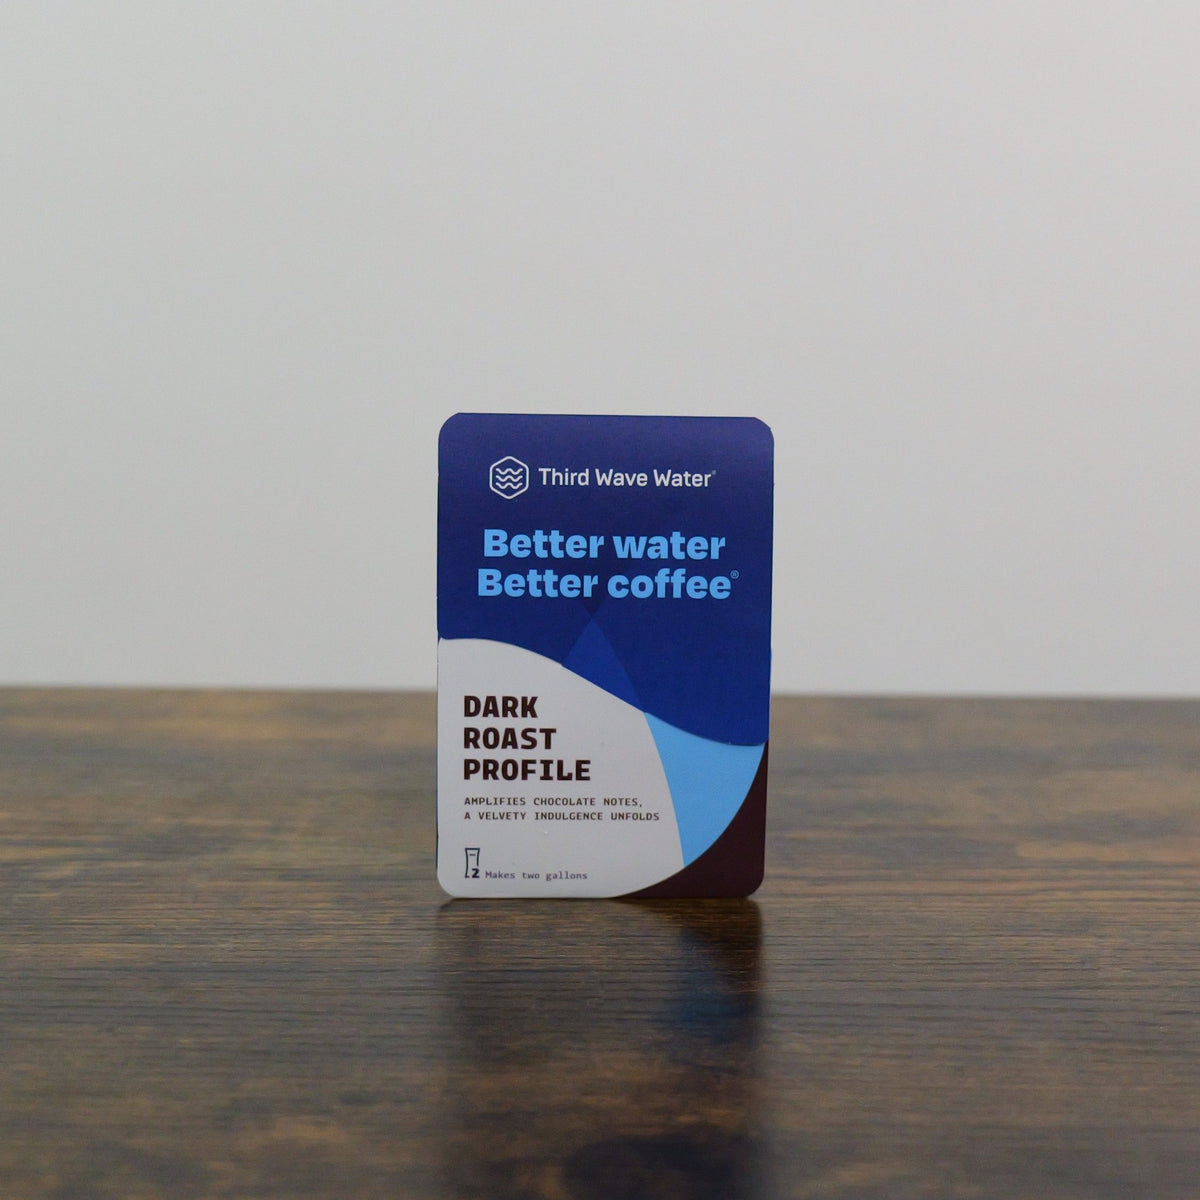 Third Wave Water®
Better water
Better coffee®
DARK
ROAST
PROFILE
AMPLIFIES CHOCOLATE NOTES,
A VELVETY INDULGENCE UNFOLDS
2 Makes two gallons